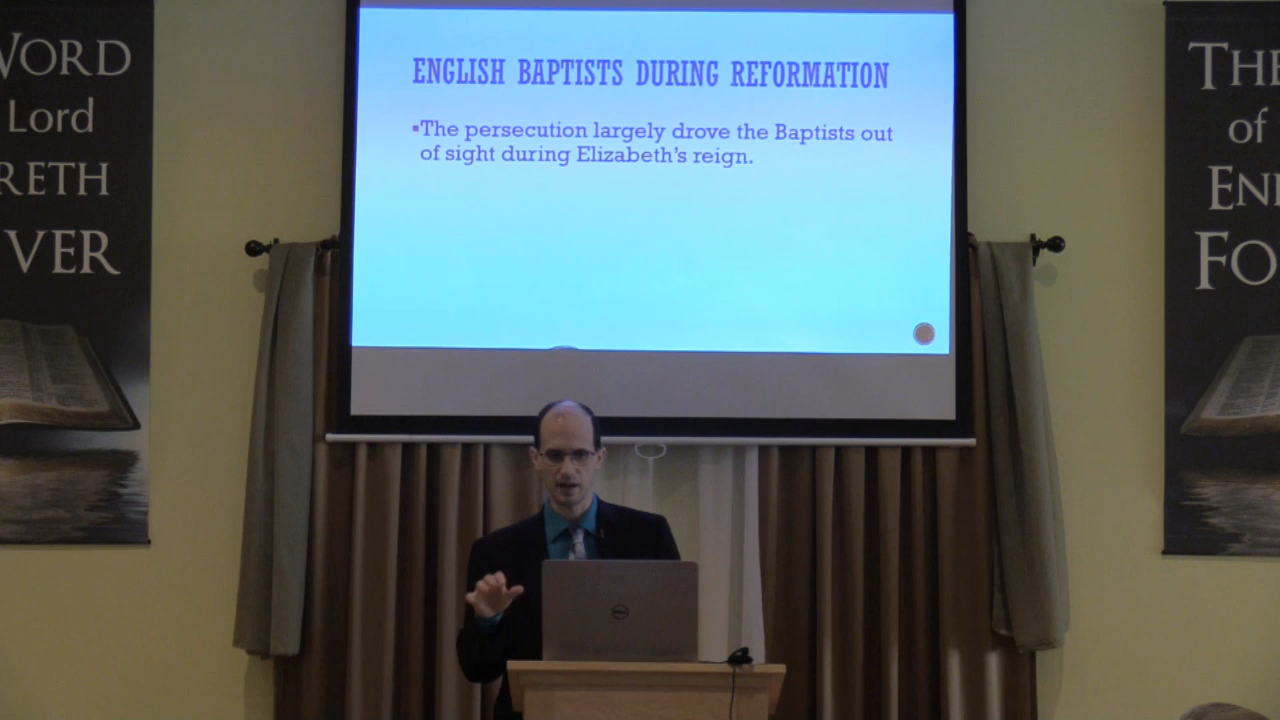 ENGLISH BAPTISTS DURING REFORMATION
▪The persecution largely drove the Baptists out
of sight during Elizabeth's reign.
WORD
Lord
RETH
VER
THE
of
EN
FO
DELL